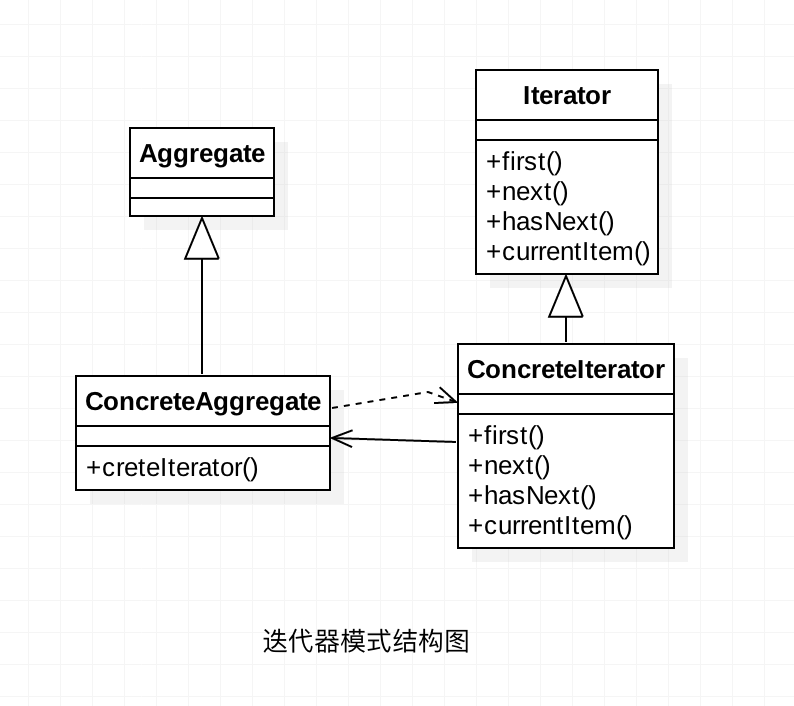 Aggregate
Iterator
+first()
+next()
+hasNext()
+currentItem()
ConcreteAggregate
+creteIterator()
ConcreteIterator
+first()
+next()
+hasNext()
+currentItem()
迭代器模式结构图